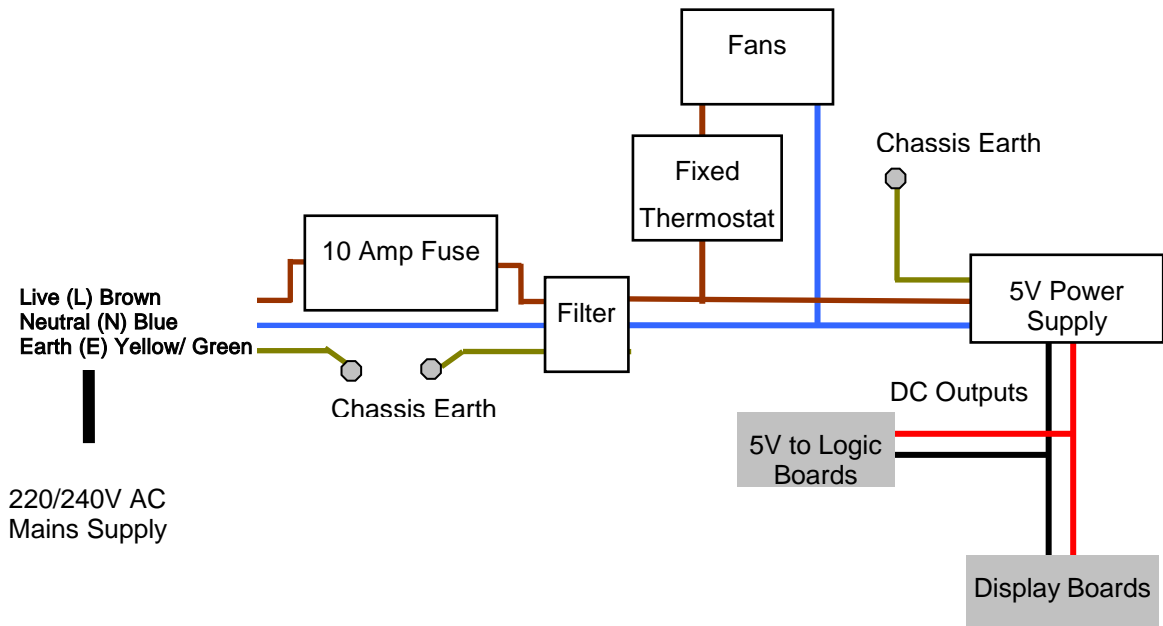 Fans
Chassis Earth
Fixed
Thermostat
10 Amp Fuse
Live (L) Brown
Neutral (N) Blue
Earth (E) Yellow/ Green
Filter
5V Power
Supply
Chassis Earth
DC Outputs
5V to Logic
Boards
220/240V AC
Mains Supply
Display Boards